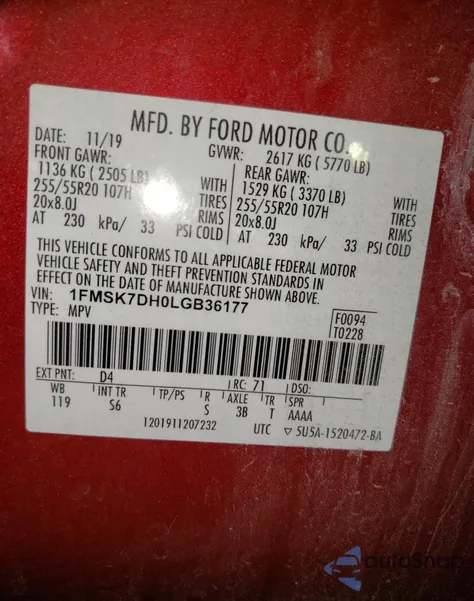 MFD. BY FORD MOTOR CO.
DATE: 11/19 GVWR: 2617 KG ( 5770 LB)
FRONT GAWR: REAR GAWR:
1136 KG ( 2505 LB) WITH 1529 KG ( 3370 LB) WITH
255/55R20 107H TIRES 255/55R20 107H TIRES
20x8.0J RIMS 20x8.0J RIMS
AT 230 kPa/ 33 PSI COLD AT 230 kPa/ 33 PSI COLD
THIS VEHICLE CONFORMS TO ALL APPLICABLE FEDERAL MOTOR
VEHICLE SAFETY AND THEFT PREVENTION STANDARDS IN
EFFECT ON THE DATE OF MANUFACTURE SHOWN ABOVE.
VIN: 1FMSK7DH0LGB36177 F0094
TYPE: MPV T0228
EXT PNT: D4 RC: 71 DSO:
WB INT TR TP/PS R AXLE TR SPR
119 S6 S 3B T AAAA
1201911207232 UTC ▽ 5U5A-1520472-BA
autoSnap